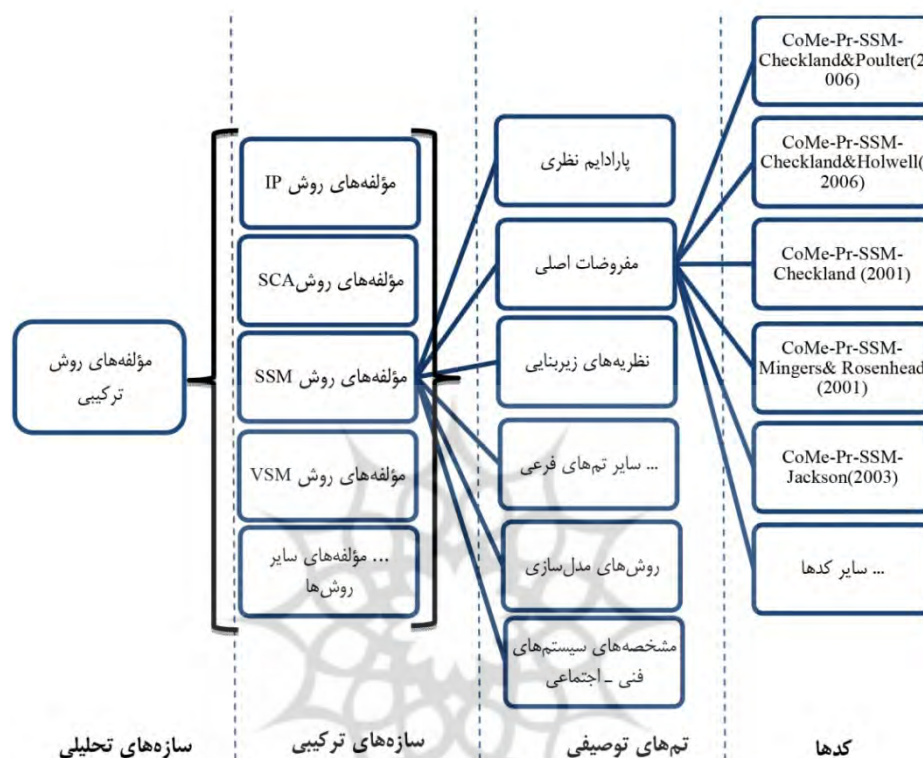 مؤلفه‌های روش
ترکیبی
مؤلفه‌های روش IP
مؤلفه‌های روشSCA
مؤلفه‌های روش SSM
مؤلفه‌های روش VSM
... مؤلفه‌های سایر
روش‌ها
پارادایم نظری
مفروضات اصلی
نظریه‌های زیربنایی
... سایر تم‌های فرعی
روش‌های مدل‌سازی
مشخصه‌های سیستم‌های
فنی ـ اجتماعی
CoMe-Pr-SSM-
Checkland&Poulter(2
006)
CoMe-Pr-SSM-
Checkland&Holwell(
2006)
CoMe-Pr-SSM-
Checkland (2001)
CoMe-Pr-SSM-
Mingers& Rosenhead
(2001)
CoMe-Pr-SSM-
Jackson(2003)
... سایر کدها
سازه‌های تحلیلی
سازه‌های ترکیبی
تم‌های توصیفی
کدها